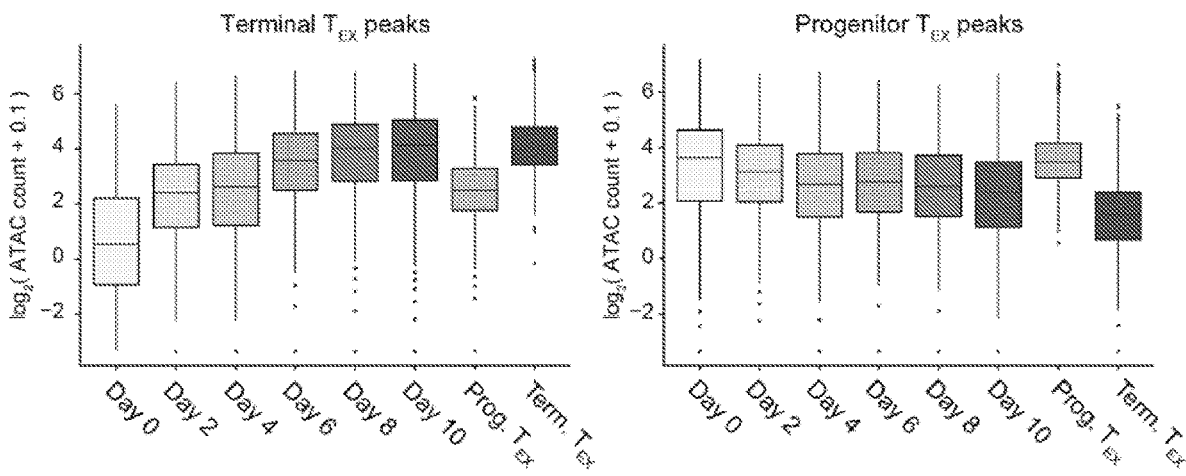 Terminal T_EX peaks
log₂( ATAC count + 0.1 )
6
4
2
0
−2
Day 0
Day 2
Day 4
Day 6
Day 8
Day 10
Prog. T_EX
Term. T_EX
Progenitor T_EX peaks
log₂( ATAC count + 0.1 )
6
4
2
0
−2
Day 0
Day 2
Day 4
Day 6
Day 8
Day 10
Prog. T_EX
Term. T_EX